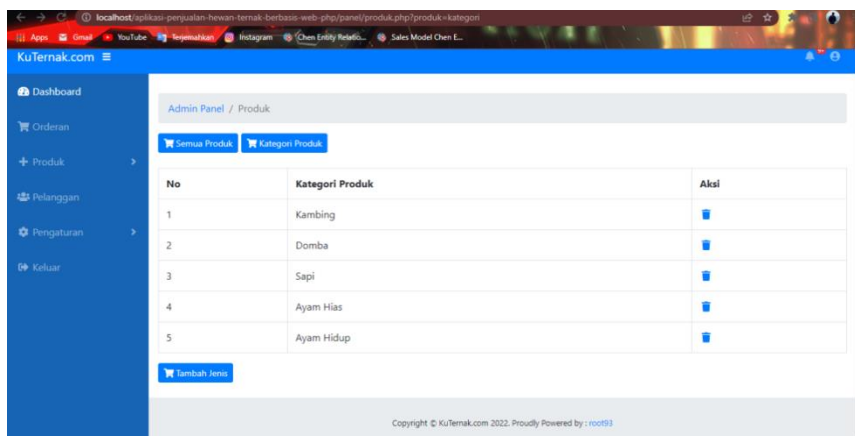 localhost/aplikasi-penjualan-hewan-ternak-berbasis-web-php/panel/produk.php?produk=kategori
Apps Gmail YouTube Terjemahkan Instagram Chen Entity Relatio... Sales Model Chen E...
KuTernak.com
Dashboard
Orderan
Produk
Pelanggan
Pengaturan
Keluar
Admin Panel / Produk
Semua Produk Kategori Produk
No Kategori Produk Aksi
1 Kambing
2 Domba
3 Sapi
4 Ayam Hias
5 Ayam Hidup
Tambah Jenis
Copyright © KuTernak.com 2022. Proudly Powered by : root93